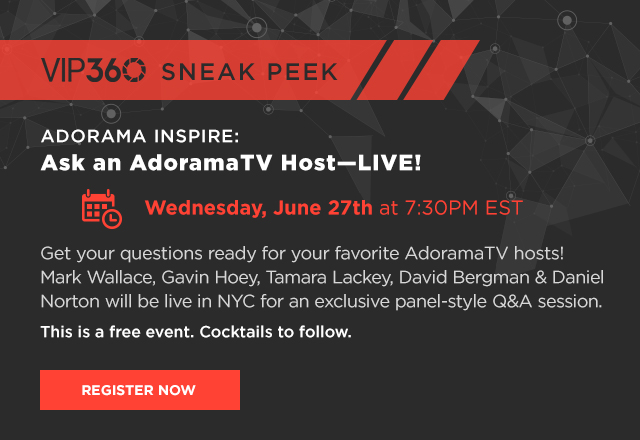 VIP360 SNEAK PEEK
ADORAMA INSPIRE:
Ask an AdoramaTV Host—LIVE!
Wednesday, June 27th at 7:30PM EST
Get your questions ready for your favorite AdoramaTV hosts!
Mark Wallace, Gavin Hoey, Tamara Lackey, David Bergman & Daniel
Norton will be live in NYC for an exclusive panel-style Q&A session.
This is a free event. Cocktails to follow.
REGISTER NOW